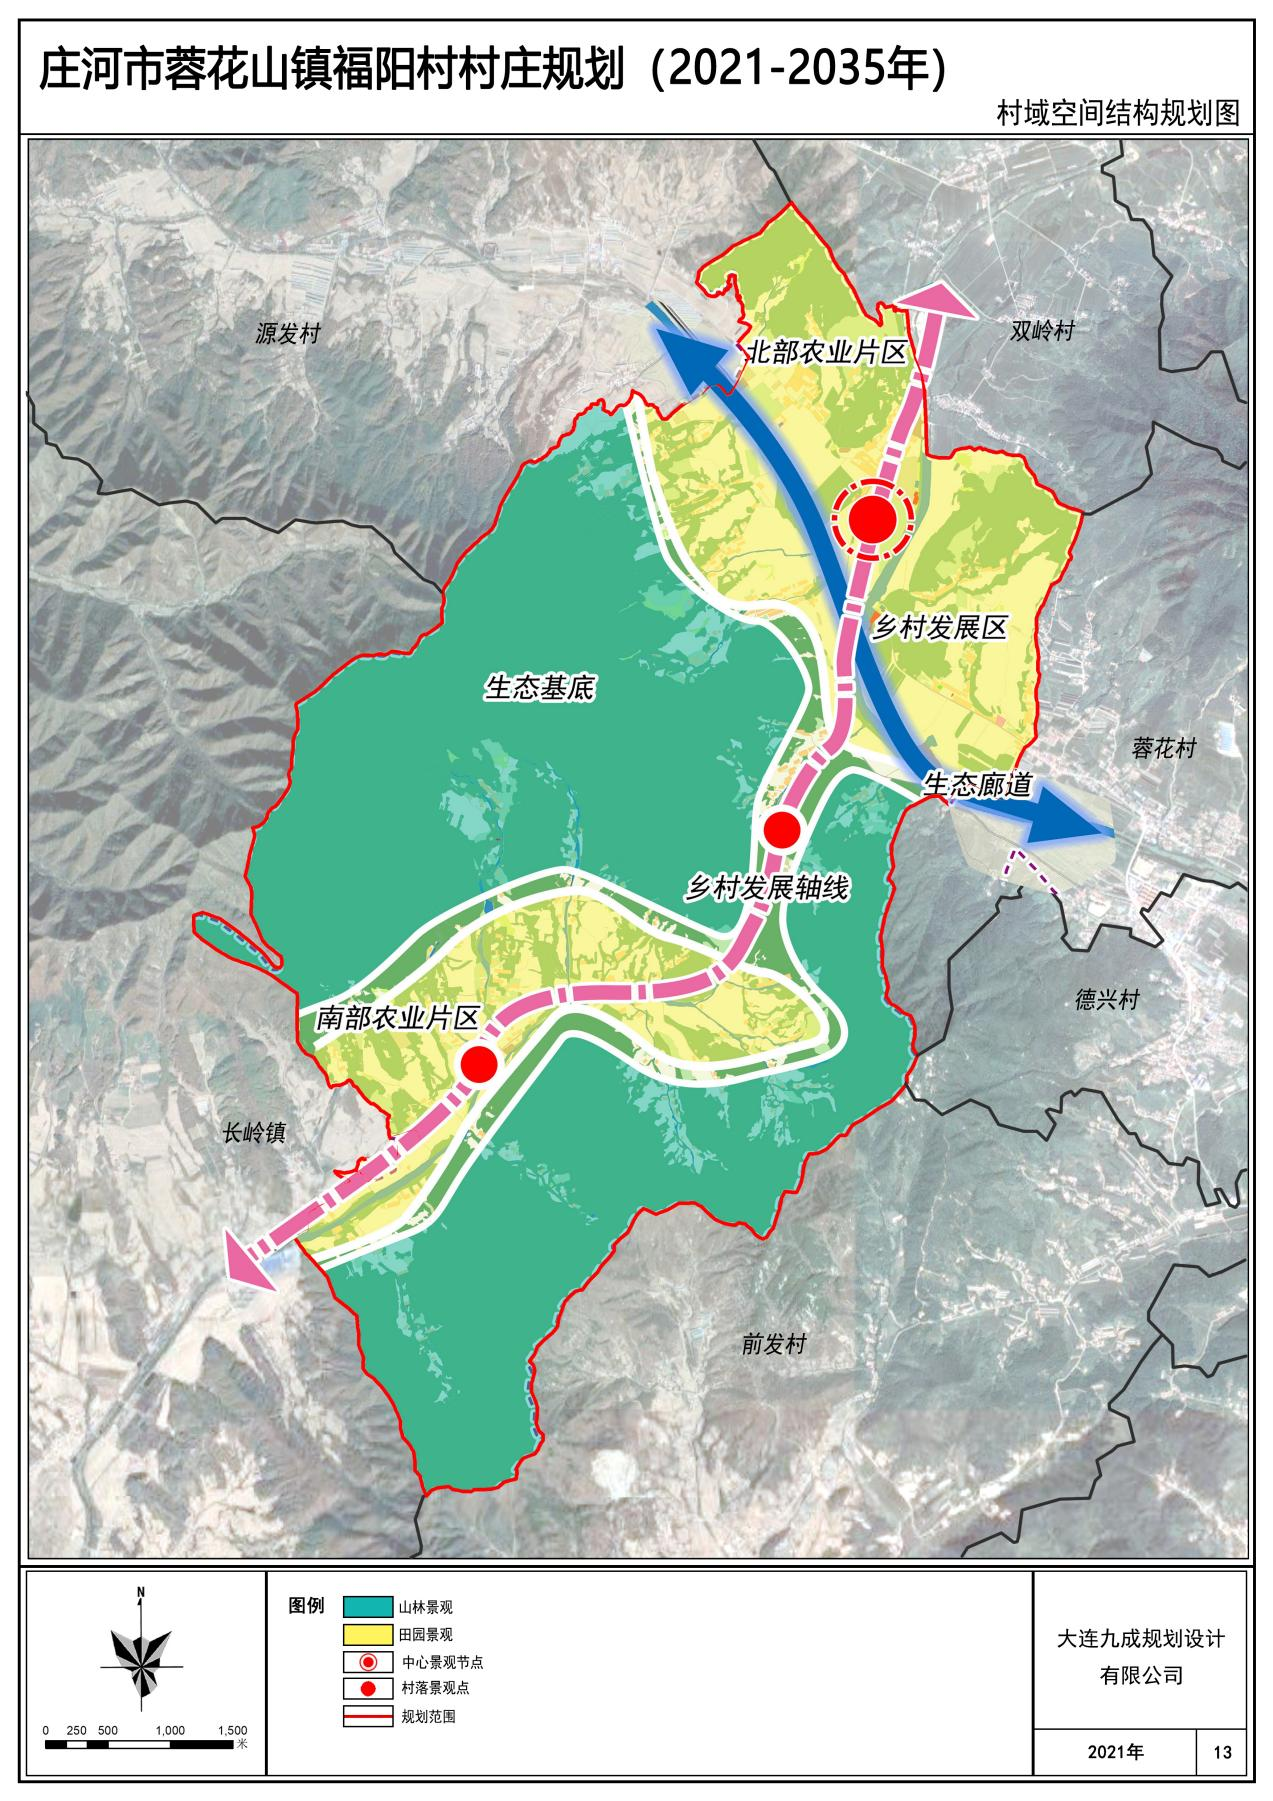 庄河市蓉花山镇福阳村村庄规划（2021-2035年）
村域空间结构规划图
源发村
双岭村
北部农业片区
乡村发展区
生态基底
蓉花村
生态廊道
乡村发展轴线
德兴村
南部农业片区
长岭镇
前发村
N
0 250 500 1,000 1,500
米
图例
山林景观
田园景观
中心景观节点
村落景观点
规划范围
大连九成规划设计
有限公司
2021年
13